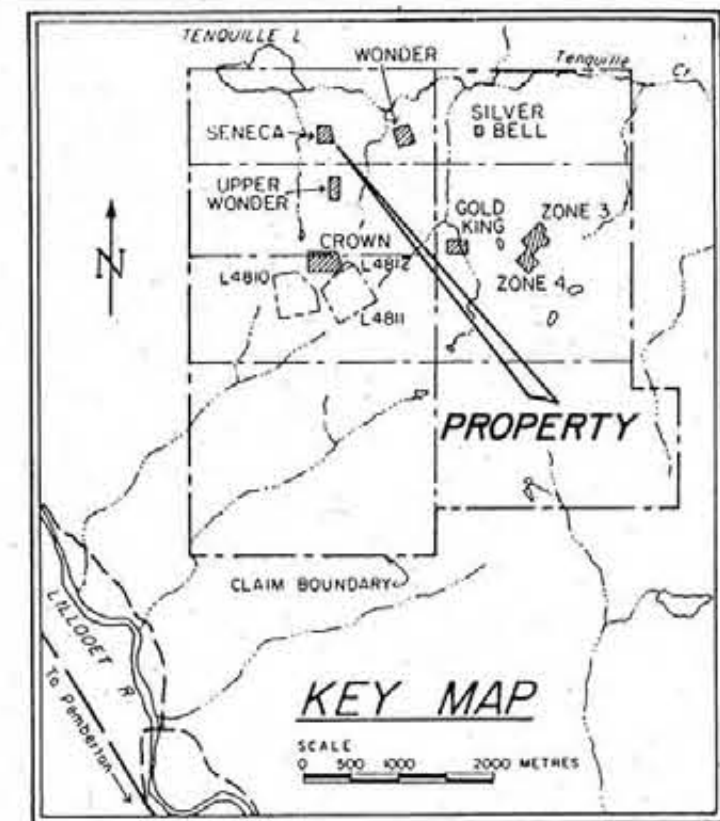 TENQUILLE L
WONDER
Tenquille
Cr
SILVER
BELL
SENECA
UPPER
WONDER
GOLD
KING
ZONE 3
CROWN
L4812
L4810
ZONE 4
L4811
N
PROPERTY
CLAIM BOUNDARY
LILLOOET R.
To Pemberton
KEY MAP
SCALE
0 500 1000 2000 METRES